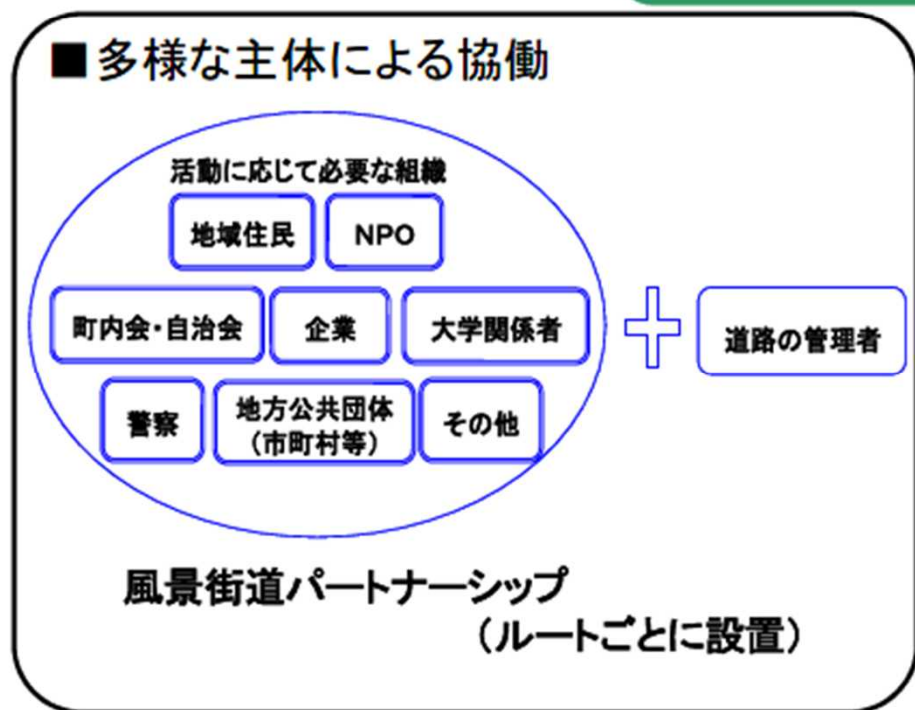 ■多様な主体による協働
活動に応じて必要な組織
地域住民
NPO
町内会・自治会
企業
大学関係者
道路の管理者
警察
地方公共団体
(市町村等)
その他
風景街道パートナーシップ
(ルートごとに設置)